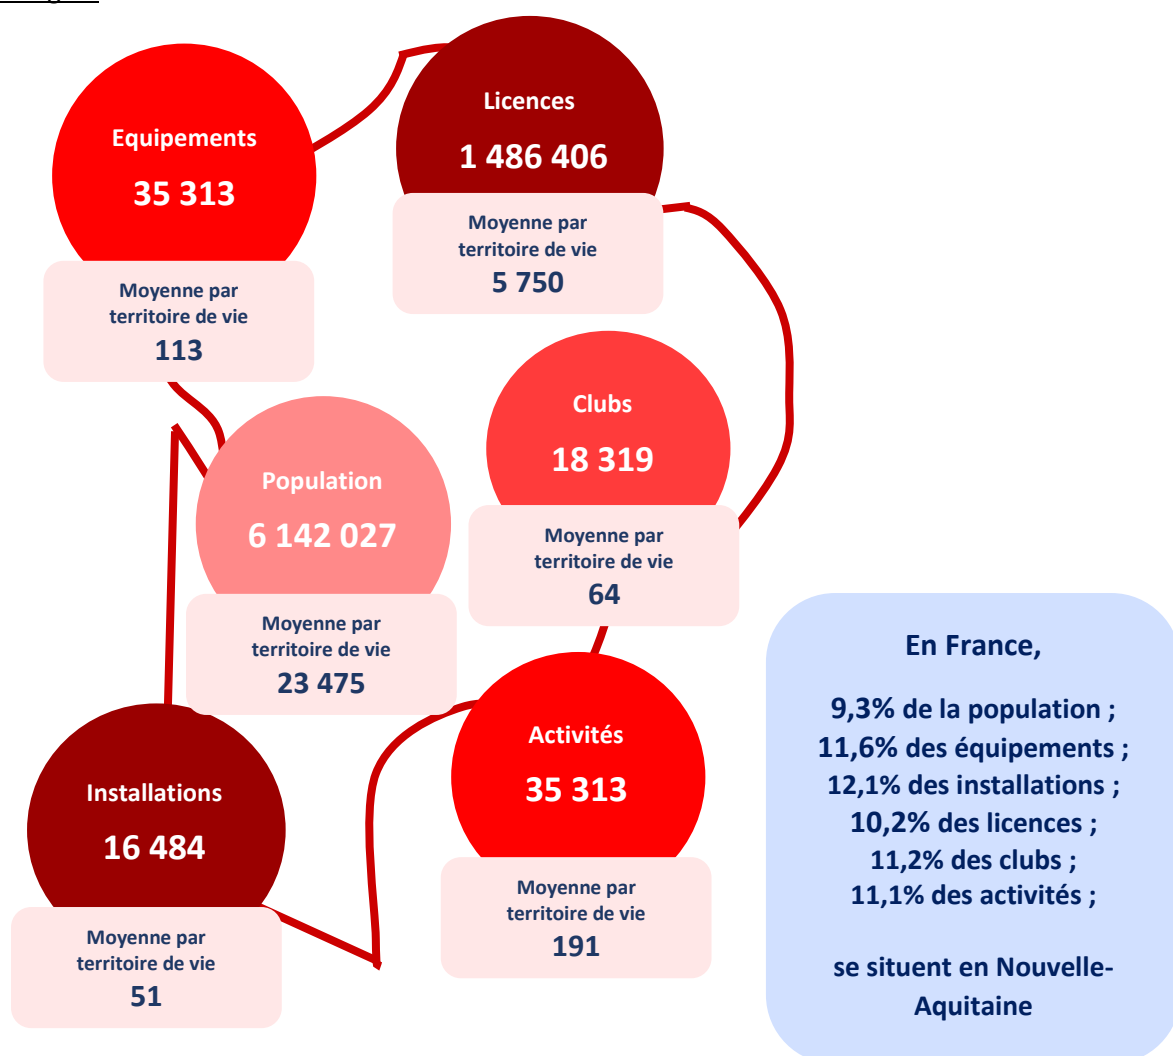 Equipements
35 313
Moyenne par
territoire de vie
113
Licences
1 486 406
Moyenne par
territoire de vie
5 750
Clubs
18 319
Moyenne par
territoire de vie
64
Population
6 142 027
Moyenne par
territoire de vie
23 475
Activités
35 313
Moyenne par
territoire de vie
191
Installations
16 484
Moyenne par
territoire de vie
51
En France,
9,3% de la population ;
11,6% des équipements ;
12,1% des installations ;
10,2% des licences ;
11,2% des clubs ;
11,1% des activités ;
se situent en Nouvelle-
Aquitaine